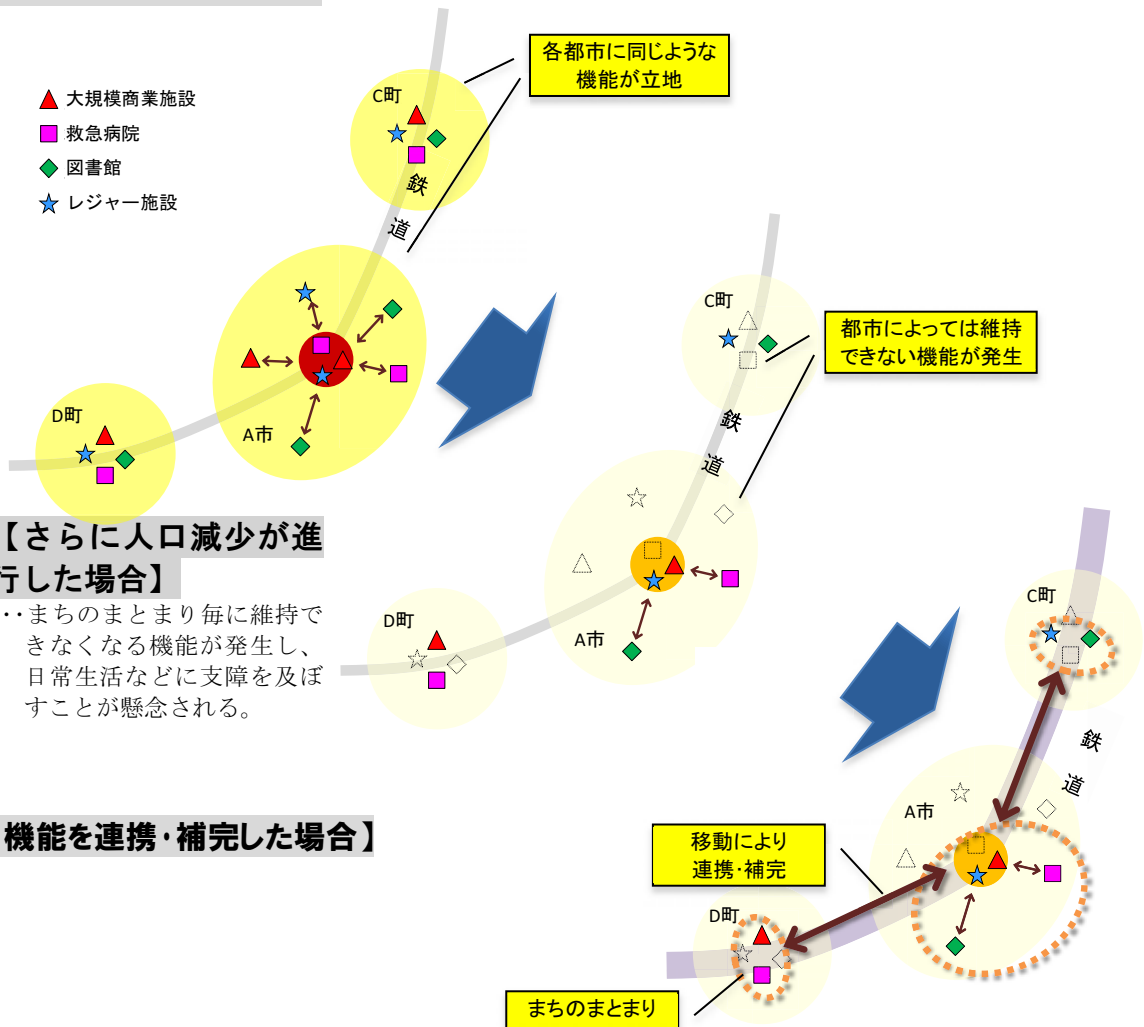 各都市に同じような
機能が立地
大規模商業施設
救急病院
図書館
レジャー施設
C町
鉄
道
A市
D町
C町
都市によっては維持
できない機能が発生
鉄
道
A市
D町
【さらに人口減少が進
行した場合】
‥まちのまとまり毎に維持で
きなくなる機能が発生し、
日常生活などに支障を及ぼ
すことが懸念される。
C町
鉄
道
A市
機能を連携・補完した場合】
移動により
連携・補完
D町
まちのまとまり